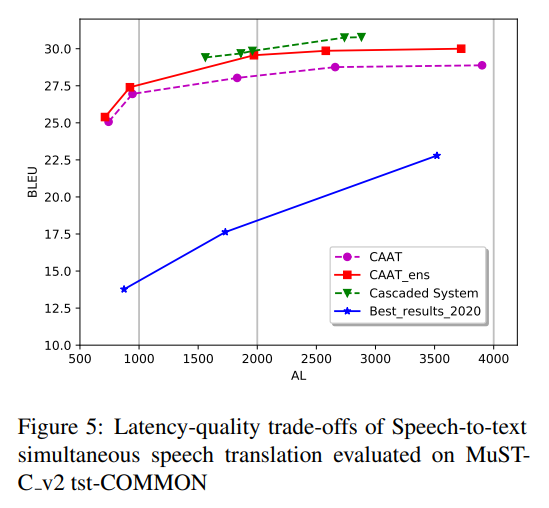 30.0
27.5
25.0
22.5
20.0
17.5
15.0
12.5
10.0
BLEU
CAAT
CAAT_ens
Cascaded System
Best_results_2020
500 1000 1500 2000 2500 3000 3500 4000
AL
Figure 5: Latency-quality trade-offs of Speech-to-text
simultaneous speech translation evaluated on MuST-
C_v2 tst-COMMON